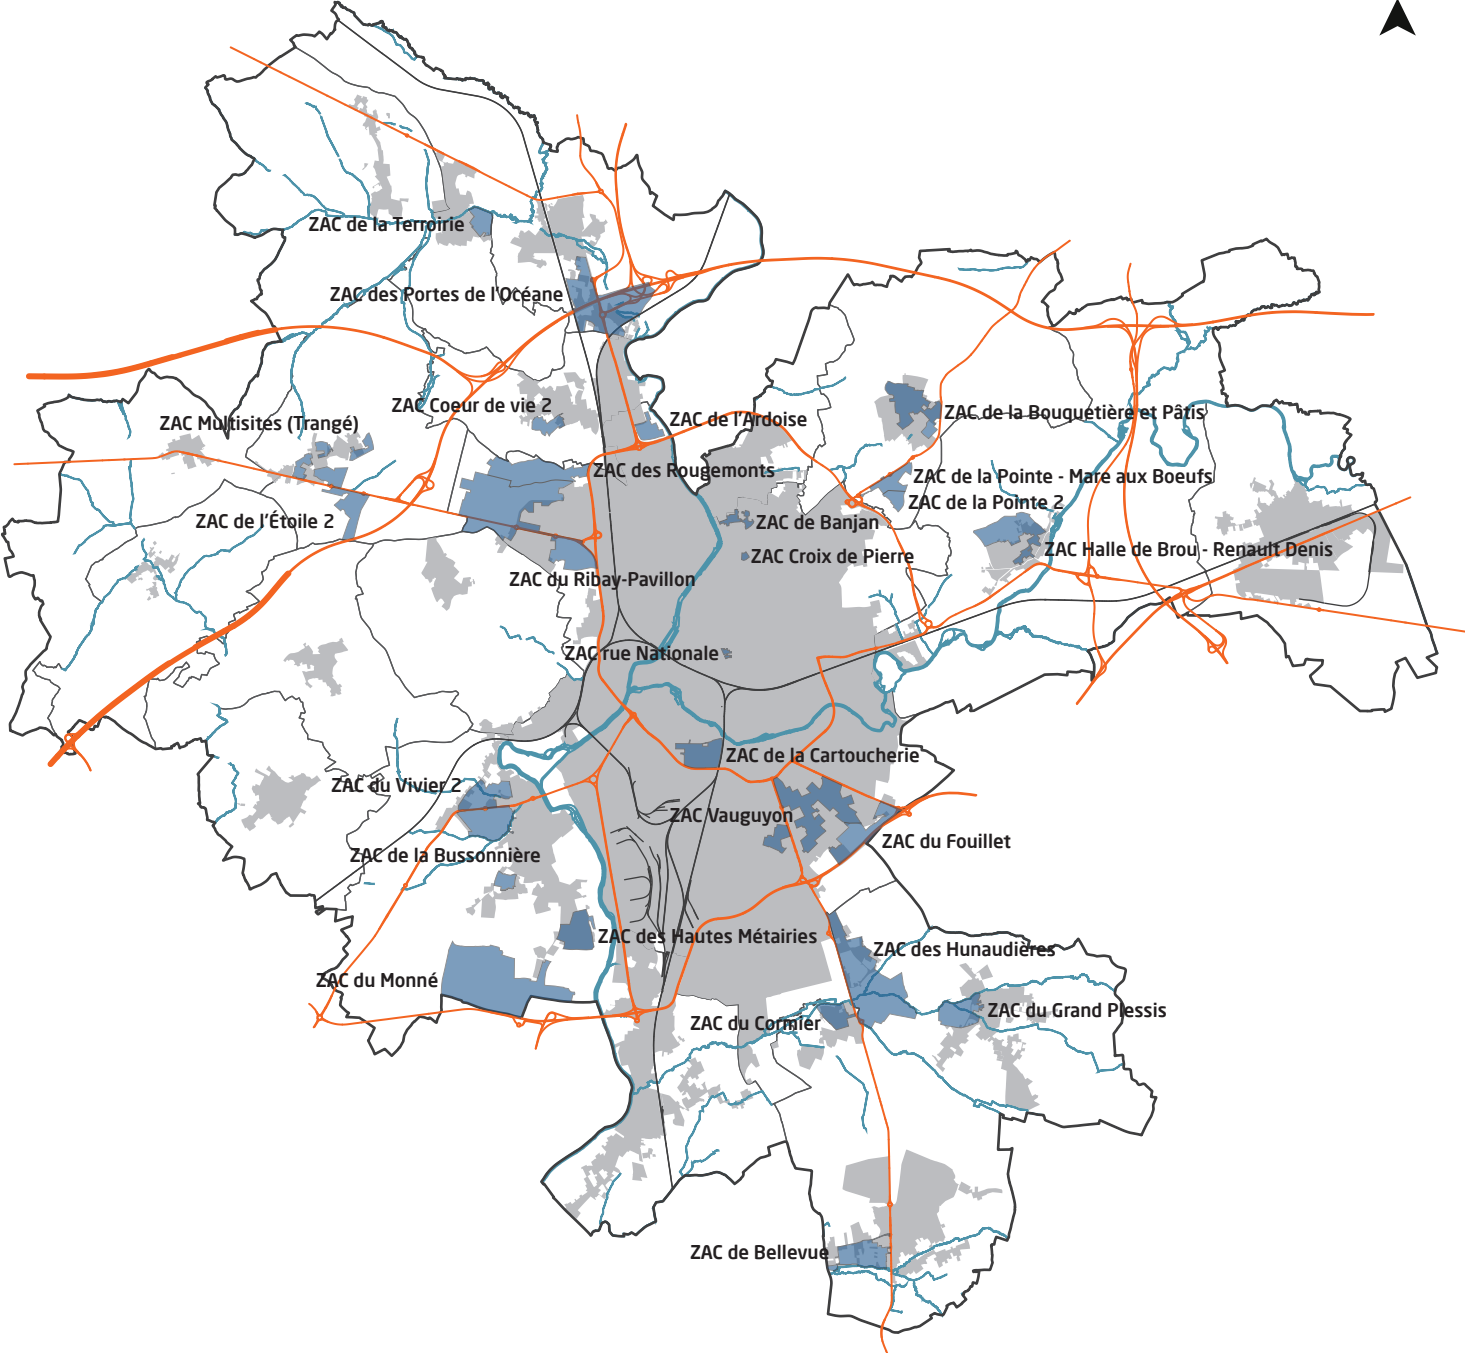 ZAC de la Terroirie
ZAC des Portes de l'Océane
ZAC Coeur de vie 2
ZAC de la Bouquetière et Pâtis
ZAC de l'Ardoise
ZAC Multisites (Trangé)
ZAC des Rougemonts
ZAC de la Pointe - Mare aux Boeufs
ZAC de la Pointe 2
ZAC de l'Étoile 2
ZAC de Banjan
ZAC Halle de Brou - Renault Denis
ZAC Croix de Pierre
ZAC du Ribay-Pavillon
ZAC rue Nationale
ZAC de la Cartoucherie
ZAC du Vivier 2
ZAC Vauguyon
ZAC du Fouillet
ZAC de la Bussonnière
ZAC des Hautes Métairies
ZAC des Hunaudières
ZAC du Monné
ZAC du Grand Plessis
ZAC du Cormier
ZAC de Bellevue